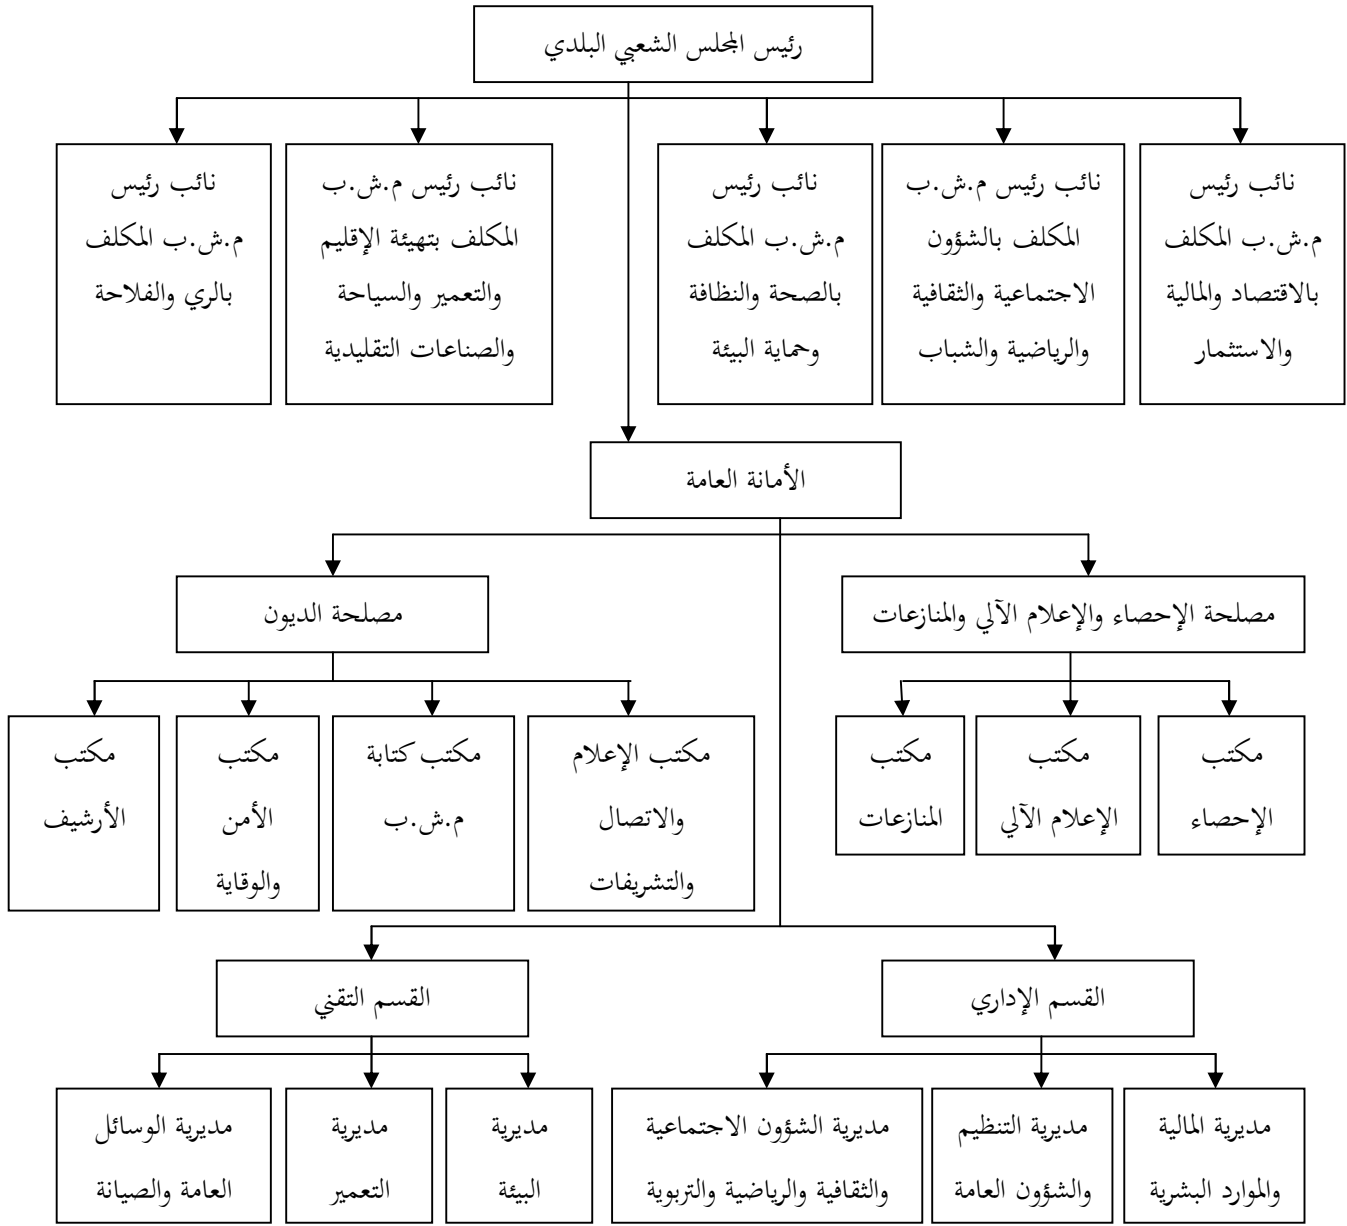 رئيس المجلس الشعبي البلدي
نائب رئيس
م.ش.ب المكلف
بالاقتصاد والمالية
والاستثمار
نائب رئيس م.ش.ب
المكلف بالشؤون
الاجتماعية والثقافية
والرياضية والشباب
نائب رئيس
م.ش.ب المكلف
بالصحة والنظافة
وحماية البيئة
نائب رئيس م.ش.ب
المكلف بتهيئة الإقليم
والتعمير والسياحة
والصناعات التقليدية
نائب رئيس
م.ش.ب المكلف
بالري والفلاحة
الأمانة العامة
مصلحة الإحصاء والإعلام الآلي والمنازعات
مصلحة الديون
مكتب
الإحصاء
مكتب
الإعلام الآلي
مكتب
المنازعات
مكتب الإعلام
والاتصال
والتشريفات
مكتب كتابة
م.ش.ب
مكتب
الأمن
والوقاية
مكتب
الأرشيف
القسم الإداري
القسم التقني
مديرية المالية
والموارد البشرية
مديرية التنظيم
والشؤون العامة
مديرية الشؤون الاجتماعية
والثقافية والرياضية والتربوية
مديرية
البيئة
مديرية
التعمير
مديرية الوسائل
العامة والصيانة